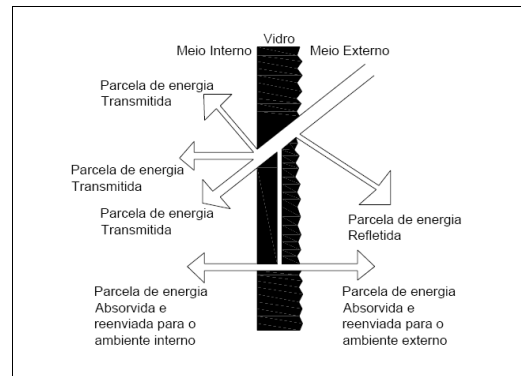 Vidro
Meio Interno
Meio Externo
Parcela de energia
Transmitida
Parcela de energia
Transmitida
Parcela de energia
Transmitida
Parcela de energia
Refletida
Parcela de energia
Absorvida e
reenviada para o
ambiente interno
Parcela de energia
Absorvida e
reenviada para o
ambiente externo